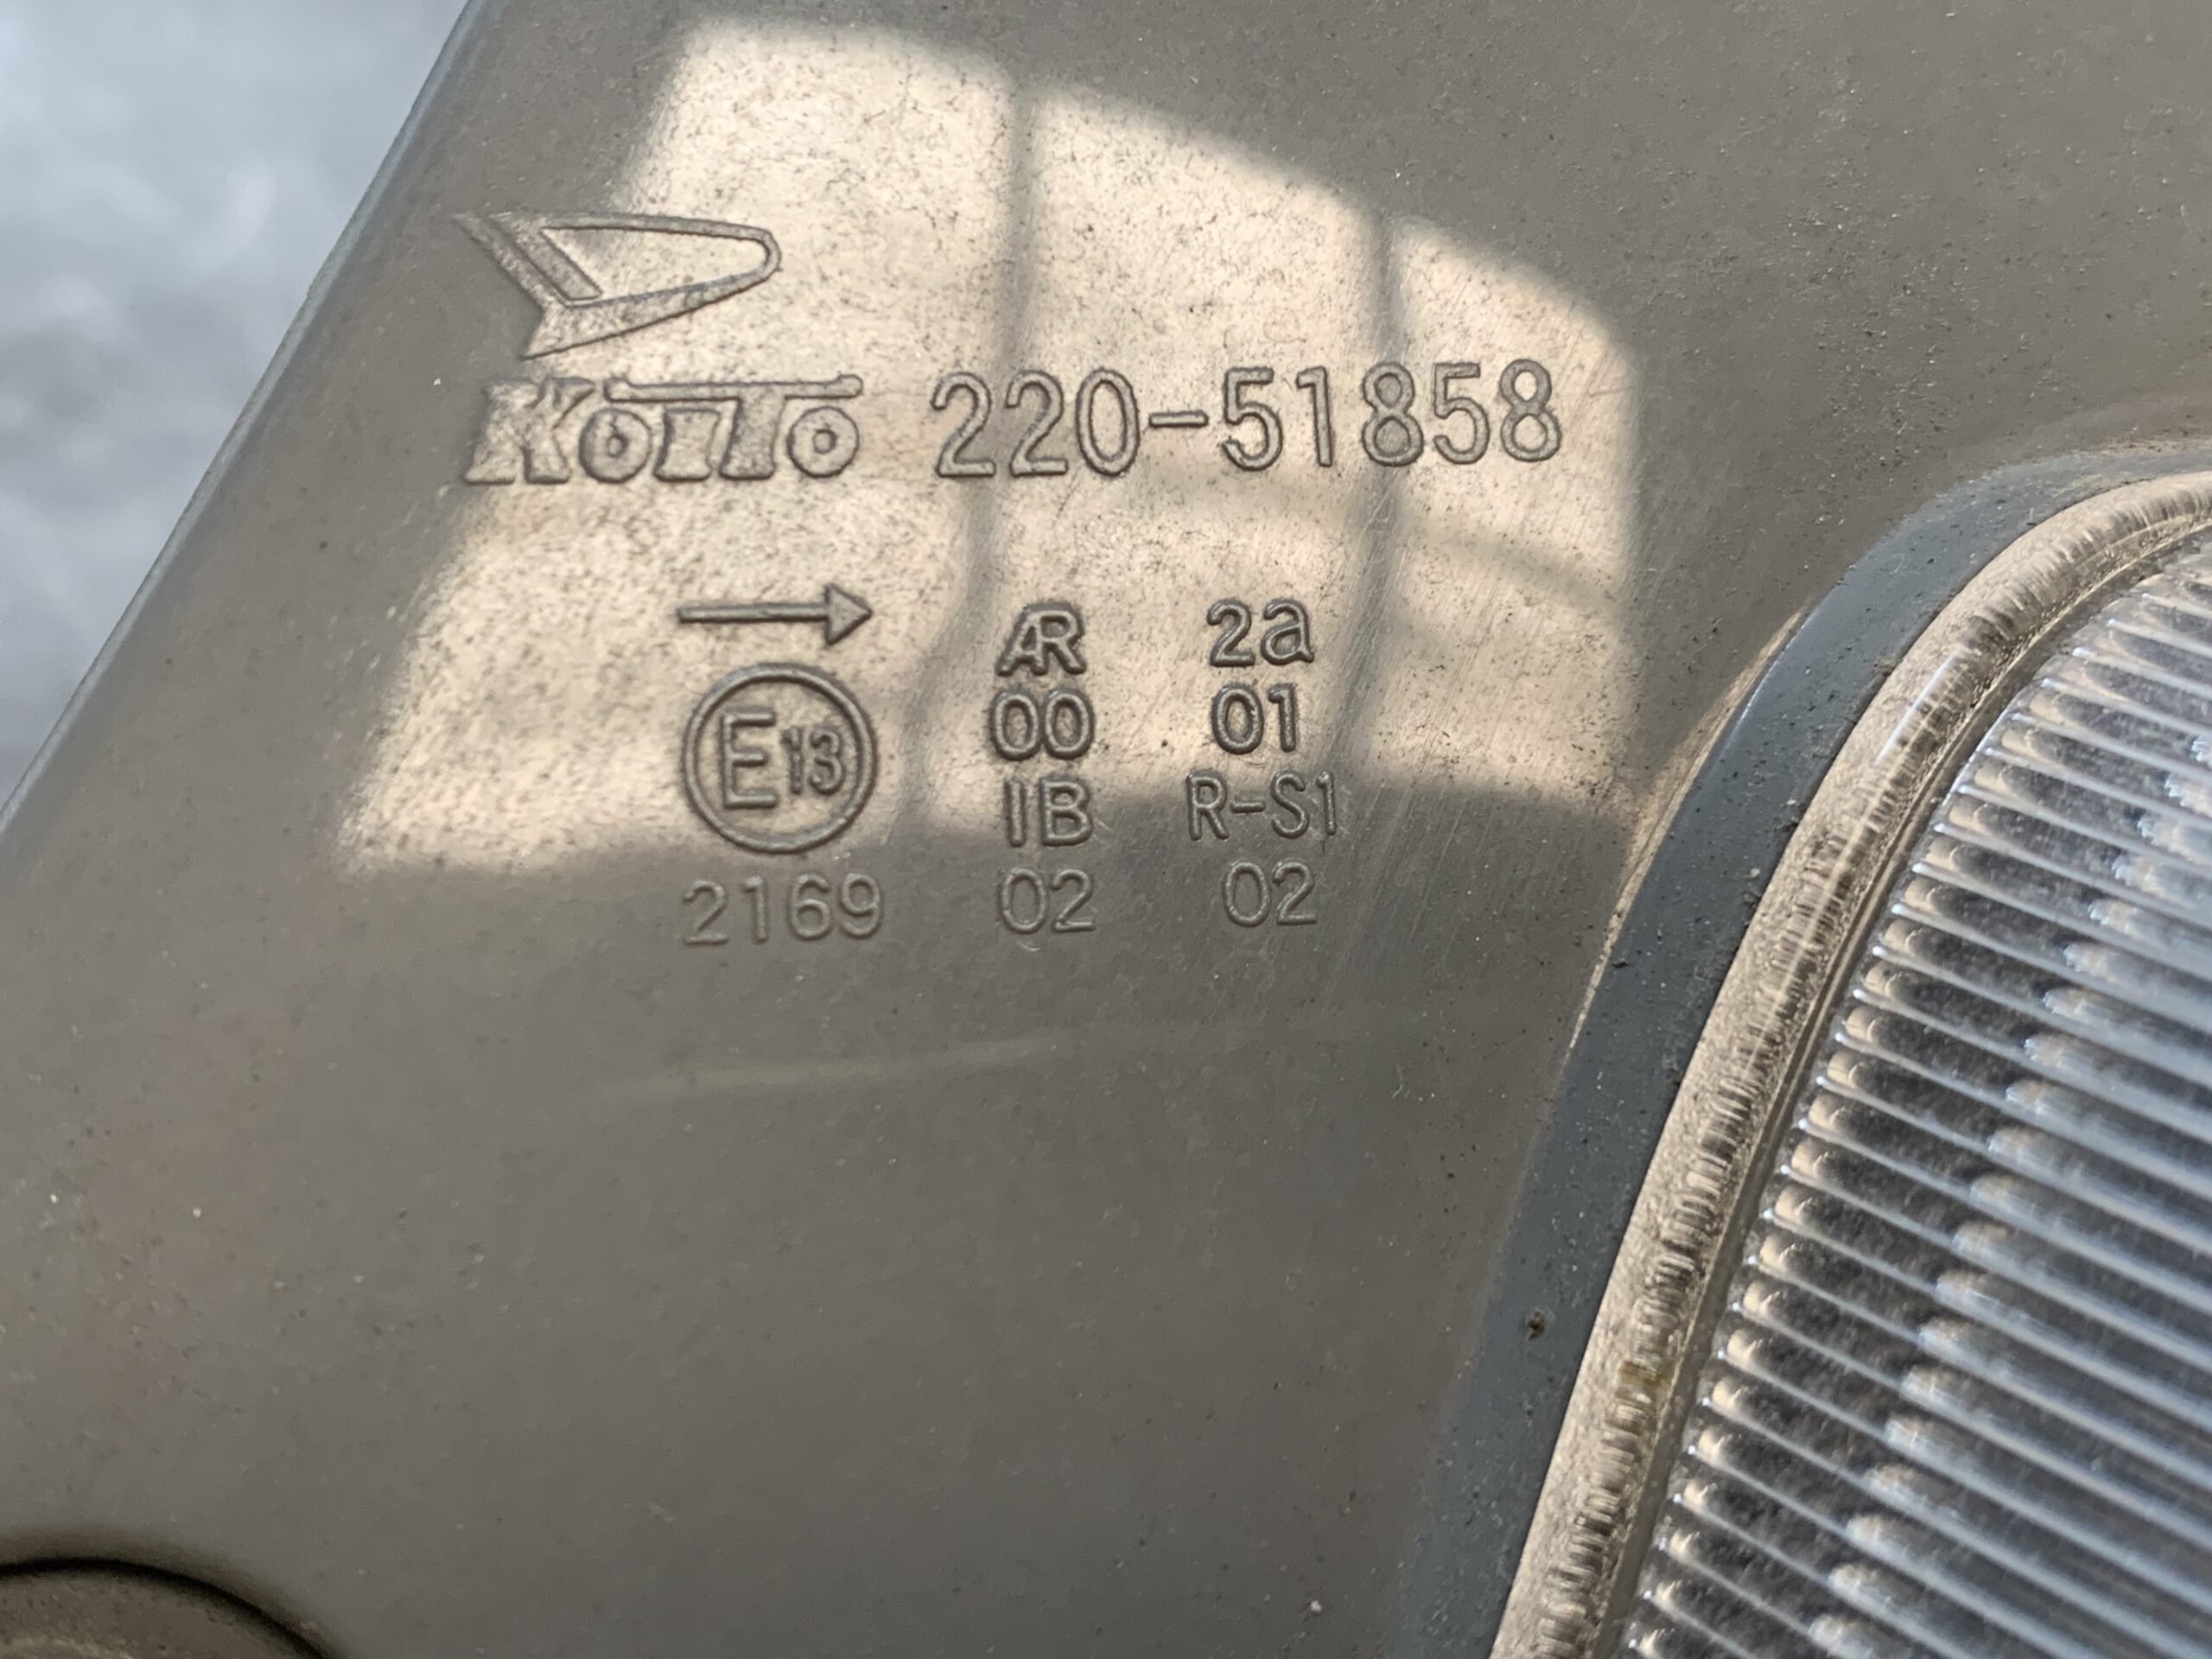 KOITO 220-51858
→ AR 2a
00 01
E13
IB R-S1
2169 02 02